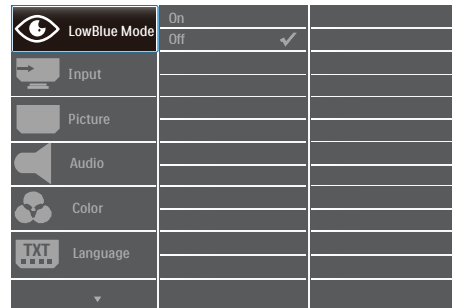 LowBlue Mode
On
Off
Input
Picture
Audio
Color
TXT
Language